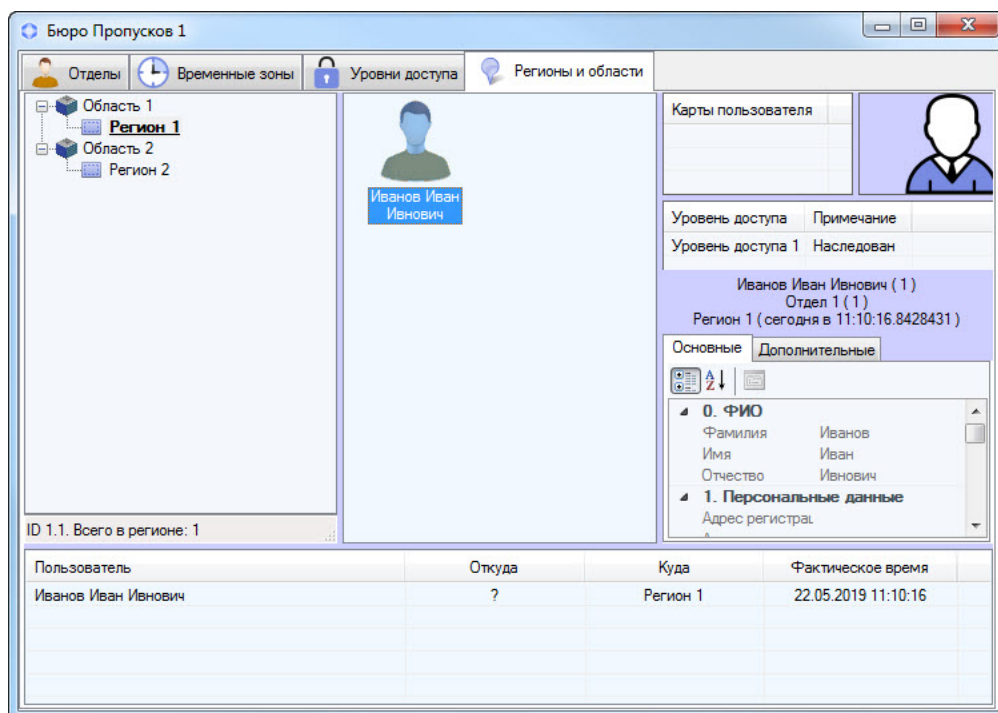 Бюро Пропусков 1
Отделы Временные зоны Уровни доступа Регионы и области
Область 1
Регион 1
Область 2
Регион 2
ID 1.1. Всего в регионе: 1
Иванов Иван
Ивнович
Карты пользователя
Уровень доступа Примечание
Уровень доступа 1 Наследован
Иванов Иван Ивнович ( 1 )
Отдел 1 ( 1 )
Регион 1 ( сегодня в 11:10:16.8428431 )
Основные Дополнительные
0. ФИО
Фамилия Иванов
Имя Иван
Отчество Ивнович
1. Персональные данные
Адрес регистрац
Пользователь Откуда Куда Фактическое время
Иванов Иван Ивнович ? Регион 1 22.05.2019 11:10:16